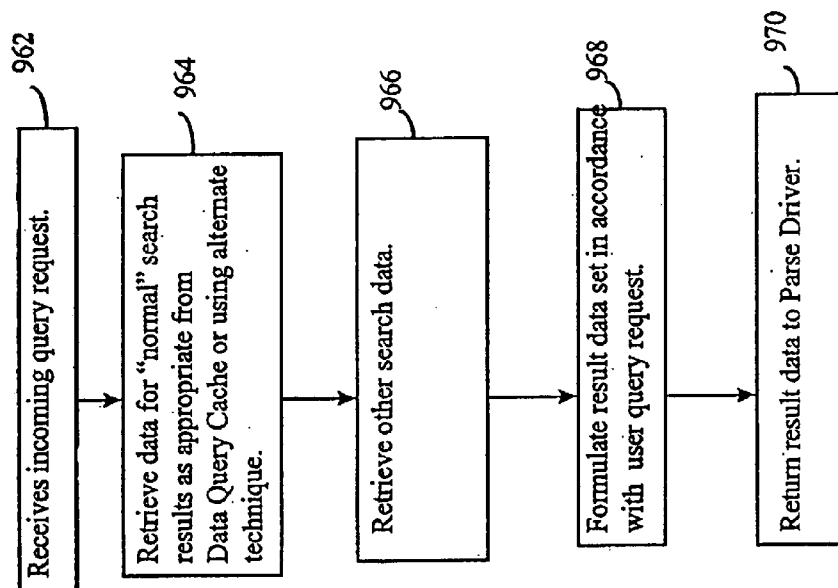 962
Receives incoming query request.
964
Retrieve data for “normal” search
results as appropriate from
Data Query Cache or using alternate
technique.
966
Retrieve other search data.
968
Formulate result data set in accordance
with user query request.
970
Return result data to Parse Driver.